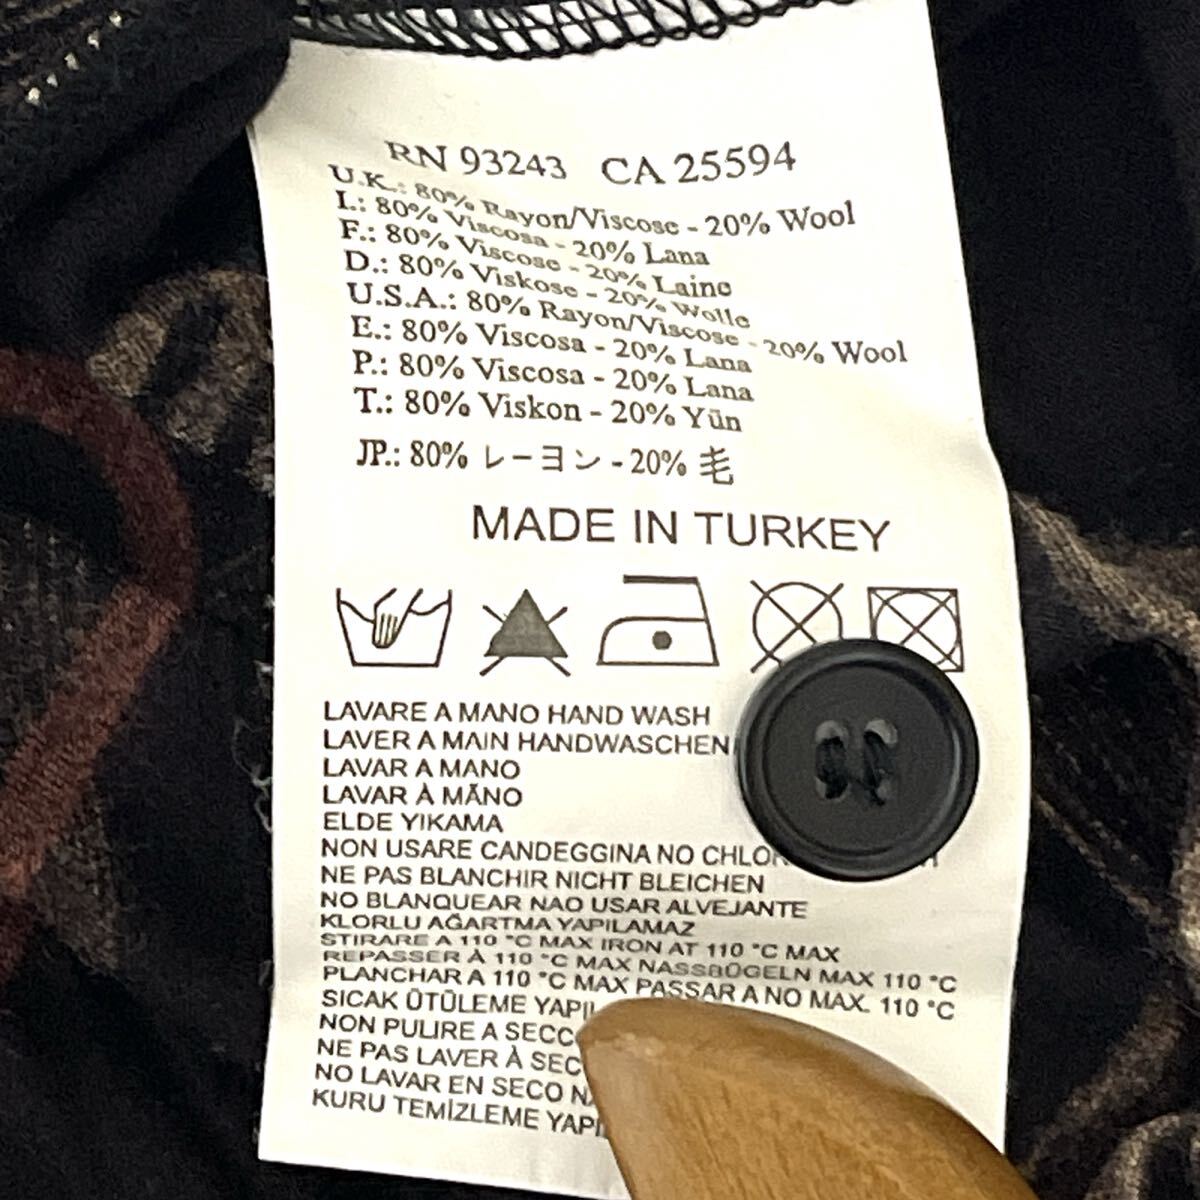 RN 93243 CA 25594
U.K.: 80% Rayon/Viscose - 20% Wool
I.: 80% Viscosa - 20% Lana
F.: 80% Viscose - 20% Laine
D.: 80% Viskose - 20% Wolle
U.S.A.: 80% Rayon/Viscose - 20% Wool
E.: 80% Viscosa - 20% Lana
P.: 80% Viscosa - 20% Lana
T.: 80% Viskon - 20% Yün
JP.: 80% レーヨン - 20% 毛
MADE IN TURKEY
LAVARE A MANO HAND WASH
LAVER A MAIN HANDWASCHEN
LAVAR A MANO
LAVAR À MÃNO
ELDE YIKAMA
NON USARE CANDEGGINA NO
NE PAS BLANCHIR NICHT BLEICHEN
NO BLANQUEAR NAO USAR ALVEJANTE
KLORLU AĞARTMA YAPILAMAZ
STIRARE A 110 °C MAX IRON AT 110 °C MAX
REPASSER À 110 °C MAX NASSBÜGELN MAX 110 °C
PLANCHAR A 110 °C MAX PASSAR A NO MAX. 110 °C
SICAK ÜTÜLEME
NON PULIRE A
NE PAS LAVER À
NO LAVAR EN SECO
KURU TEMİZLEME